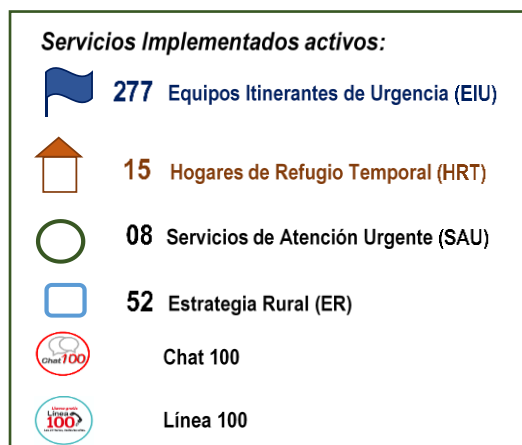 Servicios Implementados activos:
277 Equipos Itinerantes de Urgencia (EIU)
15 Hogares de Refugio Temporal (HRT)
08 Servicios de Atención Urgente (SAU)
52 Estrategia Rural (ER)
Chat 100
Chat 100
Línea
100
Línea 100